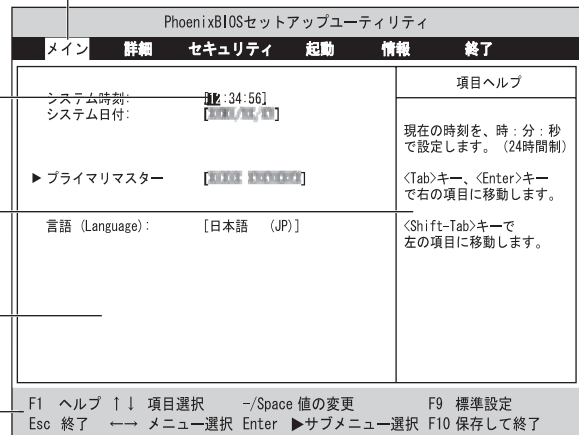 PhoenixBIOSセットアップユーティリティ
メイン 詳細 セキュリティ 起動 情報 終了
システム時刻: [12:34:56]
システム日付:
▶ プライマリマスター
言語 (Language): [日本語 (JP)]
項目ヘルプ
現在の時刻を、時:分:秒
で設定します。(24時間制)
<Tab>キー、<Enter>キー
で右の項目に移動します。
<Shift-Tab>キーで
左の項目に移動します。
F1 ヘルプ ↑↓ 項目選択 -/Space 値の変更 F9 標準設定
Esc 終了 ←→ メニュー選択 Enter ▶サブメニュー選択 F10 保存して終了